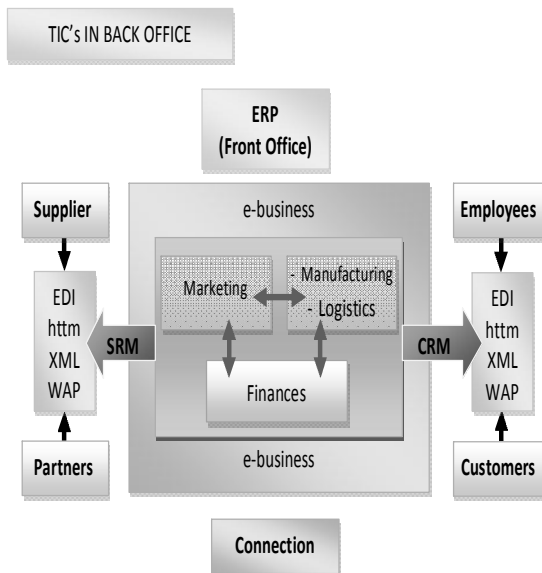 TIC's IN BACK OFFICE
ERP
(Front Office)
Supplier
e-business
Employees
Marketing
- Manufacturing
- Logistics
EDI
httm
XML
WAP
SRM
CRM
EDI
httm
XML
WAP
Finances
Partners
e-business
Customers
Connection